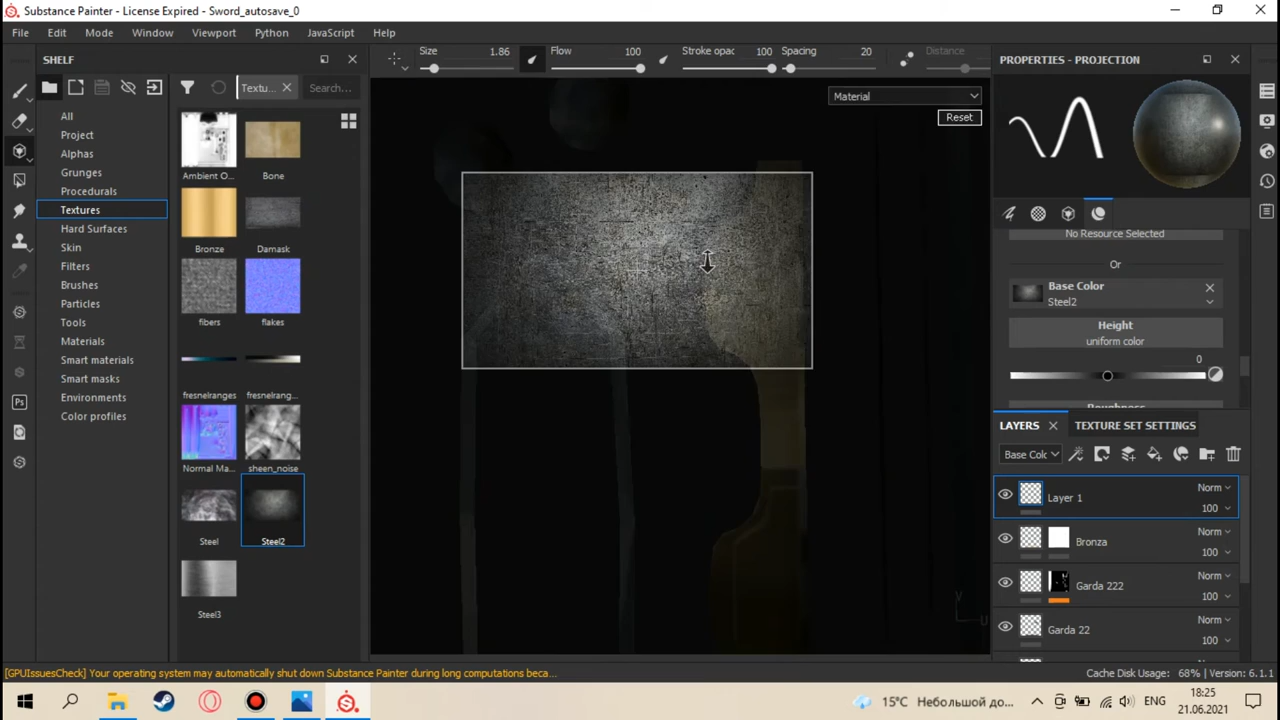 Substance Painter - License Expired - Sword_autosave_0
File Edit Mode Window Viewport Python JavaScript Help
SHELF
Size 1.86 Flow 100 Stroke opac 100 Spacing 20 Distance
PROPERTIES - PROJECTION
Textu... Search...
Material
Reset
All
Project
Alphas
Grunges
Procedurals
Textures
Hard Surfaces
Skin
Filters
Brushes
Particles
Tools
Materials
Smart materials
Smart masks
Environments
Color profiles
Ambient O... Bone
Bronze Damask
fibers flakes
fresnelranges fresnelrang...
Normal Ma... sheen_noise
Steel Steel2
Steel3
No Resource Selected
Or
Base Color
Steel2
Height
uniform color
0
Roughness
LAYERS TEXTURE SET SETTINGS
Base Colc
Layer 1 Norm 100
Bronza Norm 100
Garda 222 Norm 100
Garda 22 Norm 100
Ps
[GPUIssuesCheck] Your operating system may automatically shut down Substance Painter during long computations beca...
Cache Disk Usage: 68% | Version: 6.1.1
15°C Небольшой до... ENG 18:25
21.06.2021